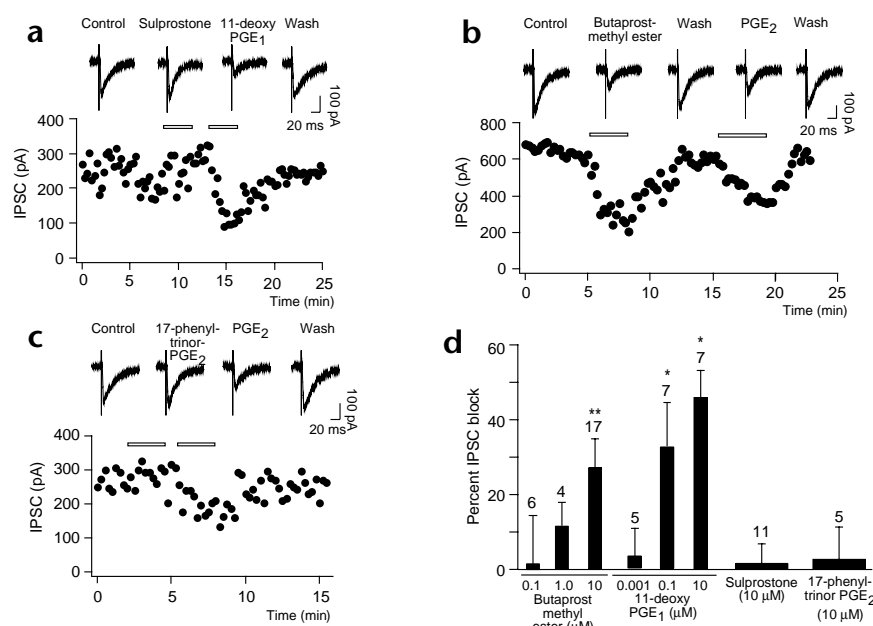 a
Control
Sulprostone
11-deoxy
PGE1
Wash
100 pA
20 ms
IPSC (pA)
400
300
200
100
0
0 5 10 15 20 25
Time (min)
b
Control
Butaprost-
methyl ester
Wash
PGE2
Wash
100 pA
20 ms
IPSC (pA)
800
600
400
200
0
0 5 10 15 20 25
Time (min)
c
Control
17-phenyl-
trinor-
PGE2
PGE2
Wash
100 pA
20 ms
IPSC (pA)
400
300
200
100
0
0 5 10 15
Time (min)
d
Percent IPSC block
60
40
20
0
6
4
**
17
5
*
7
*
7
11
5
0.1 1.0 10
Butaprost
methyl
ester (µM)
0.001 0.1 10
11-deoxy
PGE1 (µM)
Sulprostone
(10 µM)
17-phenyl-
trinor PGE2
(10 µM)